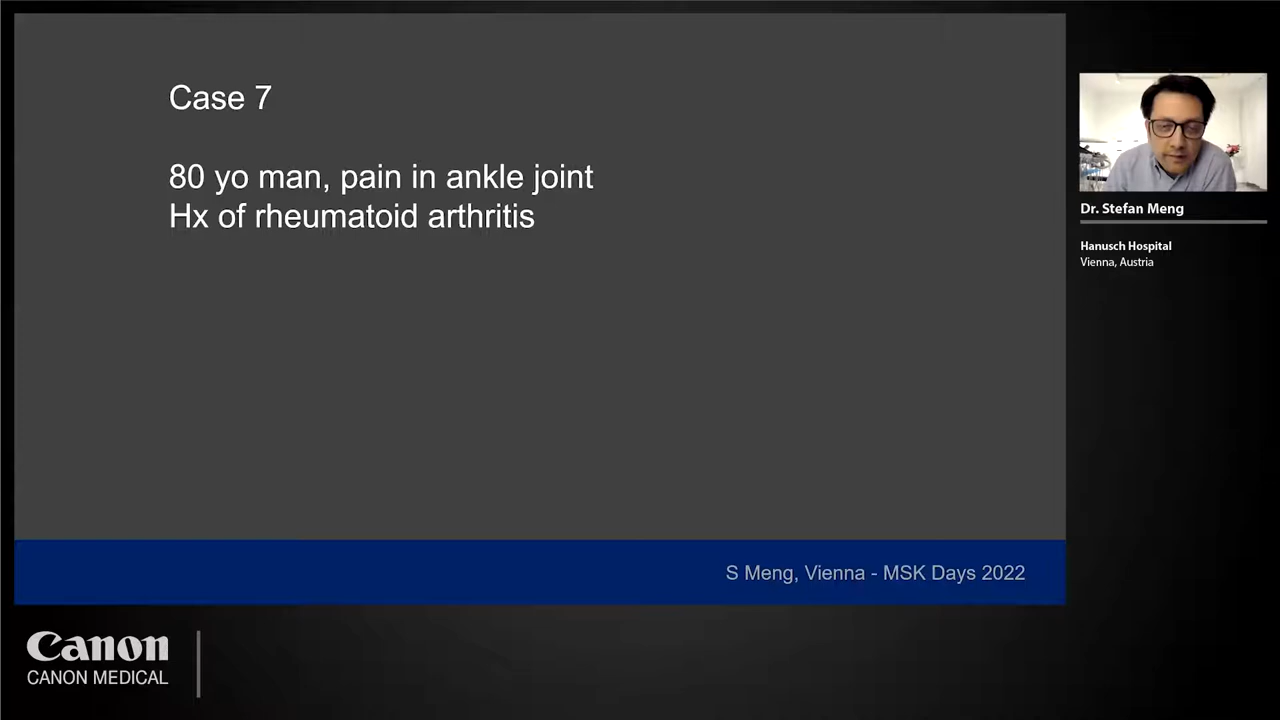 Case 7
80 yo man, pain in ankle joint
Hx of rheumatoid arthritis
S Meng, Vienna - MSK Days 2022
Dr. Stefan Meng
Hanusch Hospital
Vienna, Austria
Canon
CANON MEDICAL